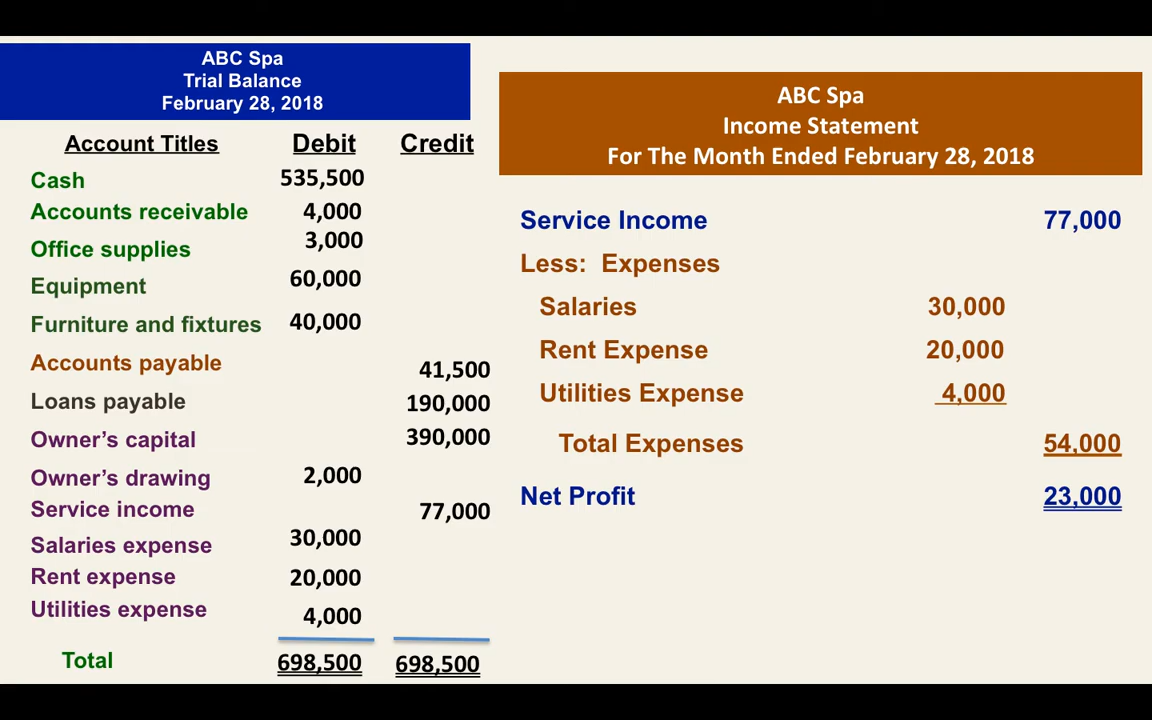 ABC Spa
Trial Balance
February 28, 2018
Account Titles Debit Credit
Cash 535,500
Accounts receivable 4,000
Office supplies 3,000
Equipment 60,000
Furniture and fixtures 40,000
Accounts payable 41,500
Loans payable 190,000
Owner’s capital 390,000
Owner’s drawing 2,000
Service income 77,000
Salaries expense 30,000
Rent expense 20,000
Utilities expense 4,000
Total 698,500 698,500
ABC Spa
Income Statement
For The Month Ended February 28, 2018
Service Income 77,000
Less: Expenses
Salaries 30,000
Rent Expense 20,000
Utilities Expense 4,000
Total Expenses 54,000
Net Profit 23,000